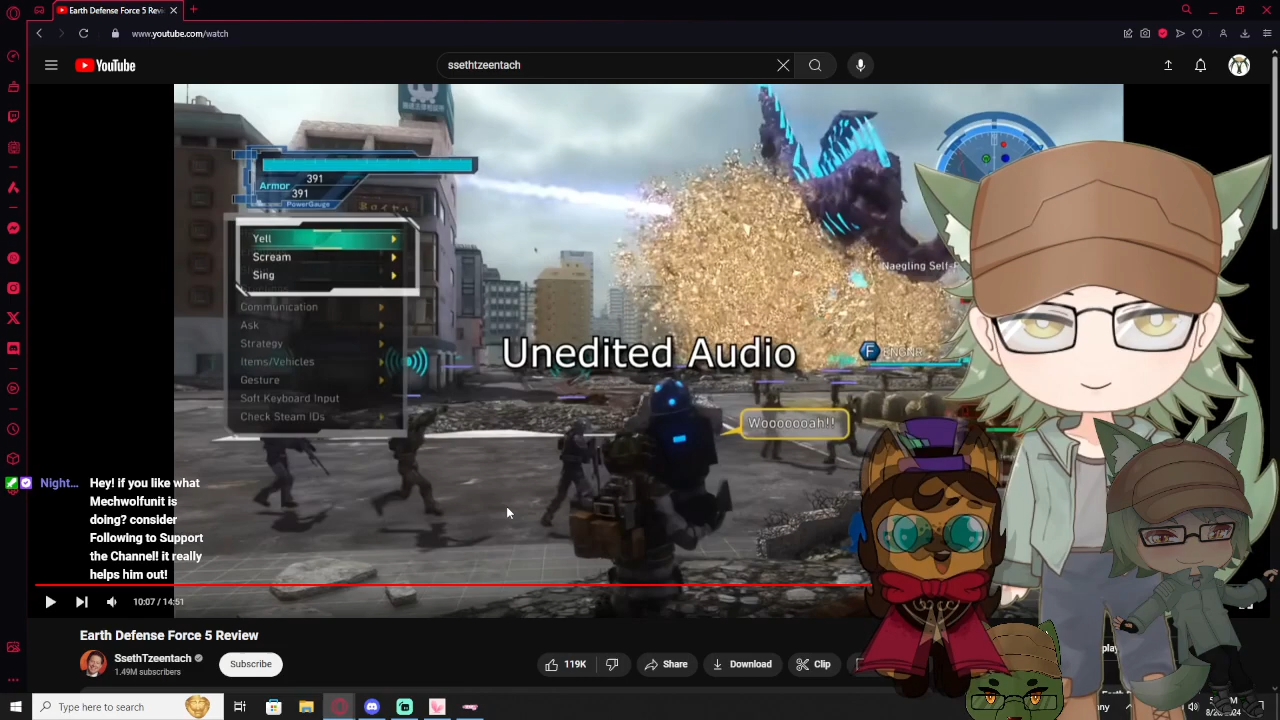 Earth Defense Force 5 Revi
www.youtube.com/watch
YouTube
ssethtzeentach
Armor 391
391
PowerGauge
Yell
Scream
Sing
Communication
Ask
Strategy
Items/Vehicles
Gesture
Soft Keyboard Input
Check Steam IDs
Naegling Self-P
Unedited Audio
F ENGNR
Wooooooah!!
Night... Hey! if you like what
Mechwolfunit is
doing? consider
Following to Support
the Channel! it really
helps him out!
10:07 / 14:51
Earth Defense Force 5 Review
SsethTzeentach
1.49M subscribers
Subscribe
119K
Share
Download
Clip
Type here to search